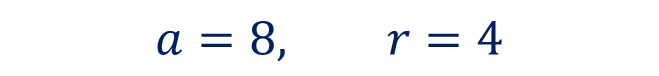 a = 8, r = 4